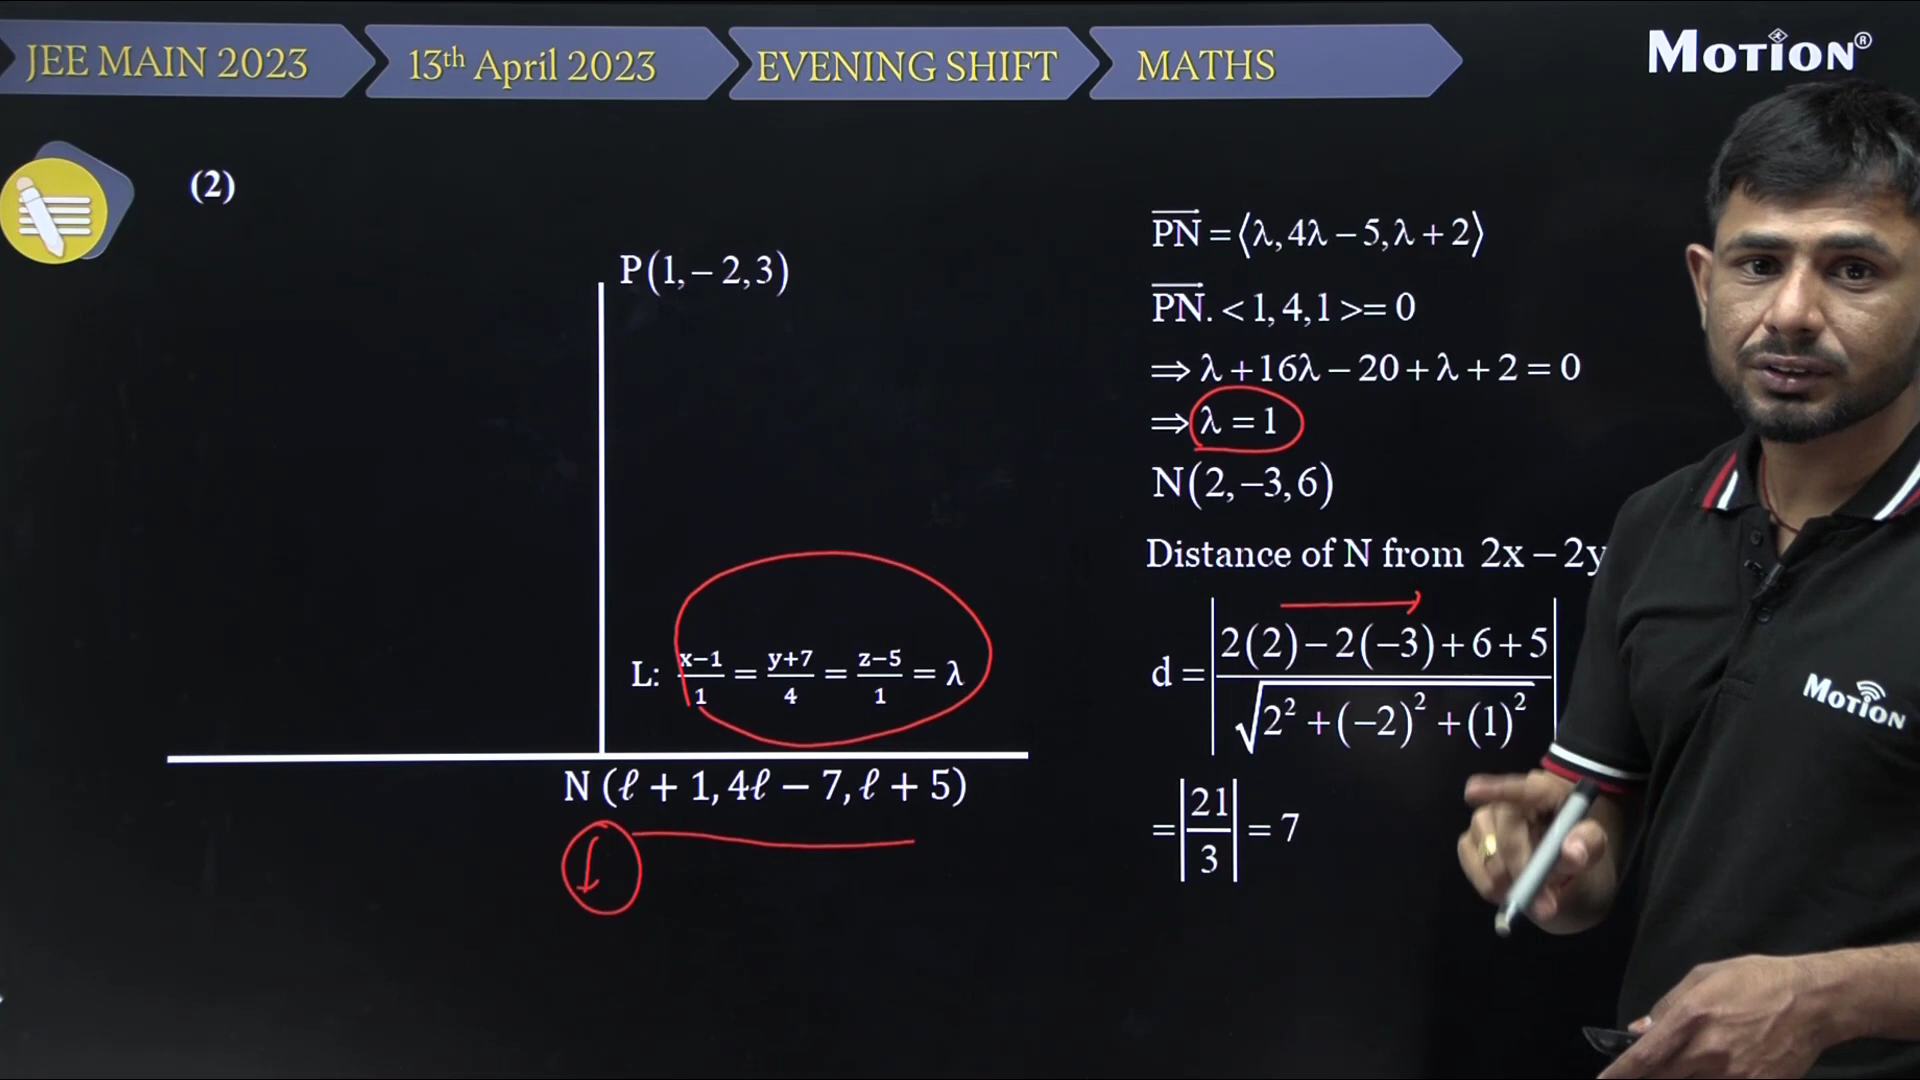 JEE MAIN 2023
13th April 2023
EVENING SHIFT
MATHS
MOTION®
(2)
P(1,−2,3)
L: x−1/1 = y+7/4 = z−5/1 = λ
N (ℓ + 1, 4ℓ − 7, ℓ + 5)
PN = ⟨λ, 4λ − 5, λ + 2⟩
PN. < 1, 4, 1 >= 0
⇒ λ + 16λ − 20 + λ + 2 = 0
⇒ λ = 1
N(2,−3,6)
Distance of N from 2x − 2y
d = |2(2) − 2(−3) + 6 + 5 / √2² + (−2)² + (1)²|
= |21/3| = 7
MOTION